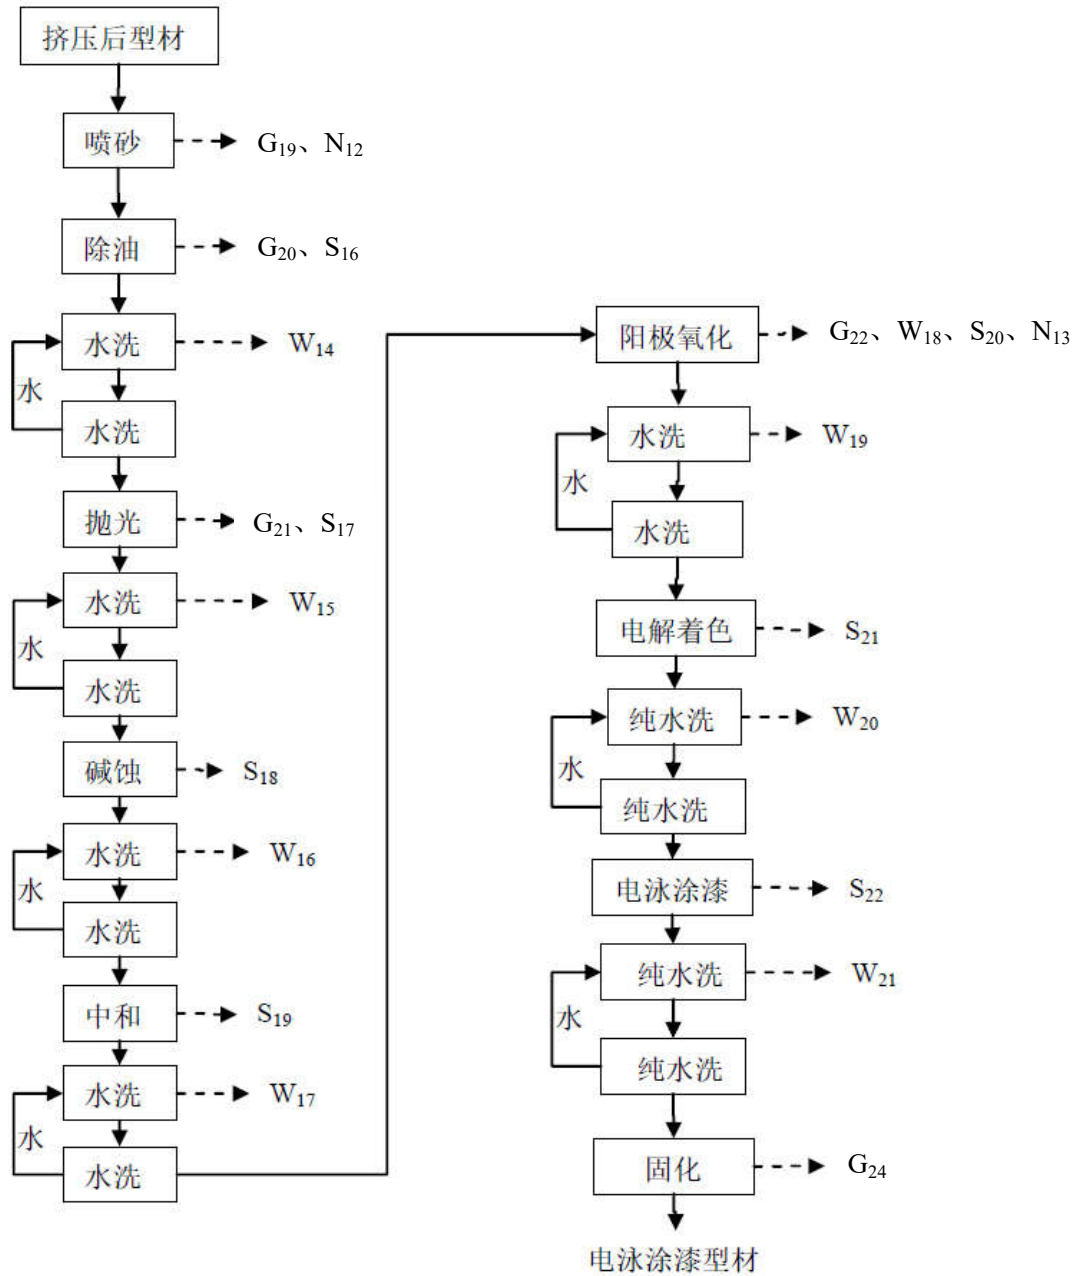 挤压后型材
喷砂
G19、N12
除油
G20、S16
水洗
W14
水
水洗
抛光
G21、S17
水洗
W15
水
水洗
碱蚀
S18
水洗
W16
水
水洗
中和
S19
水洗
W17
水
水洗
阳极氧化
G22、W18、S20、N13
水洗
W19
水
水洗
电解着色
S21
纯水洗
W20
水
纯水洗
电泳涂漆
S22
纯水洗
W21
水
纯水洗
固化
G24
电泳涂漆型材